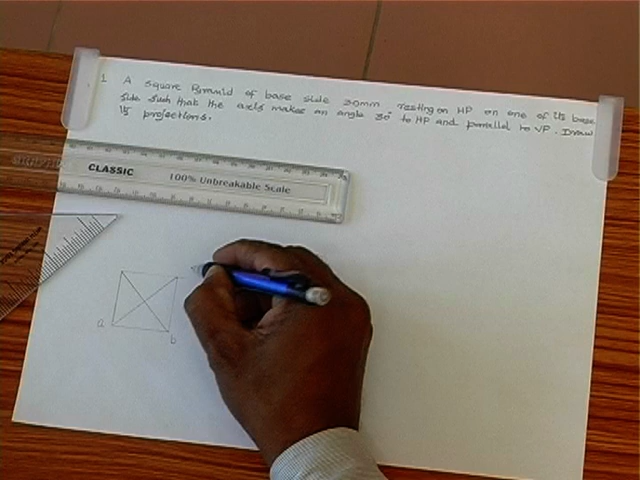 1 A Square Pyramid of base side 30mm resting on HP on one of its base
side such that the axis makes an angle 30° to HP and parallel to VP. Draw
its projections.
CLASSIC 100% Unbreakable Scale
a
b